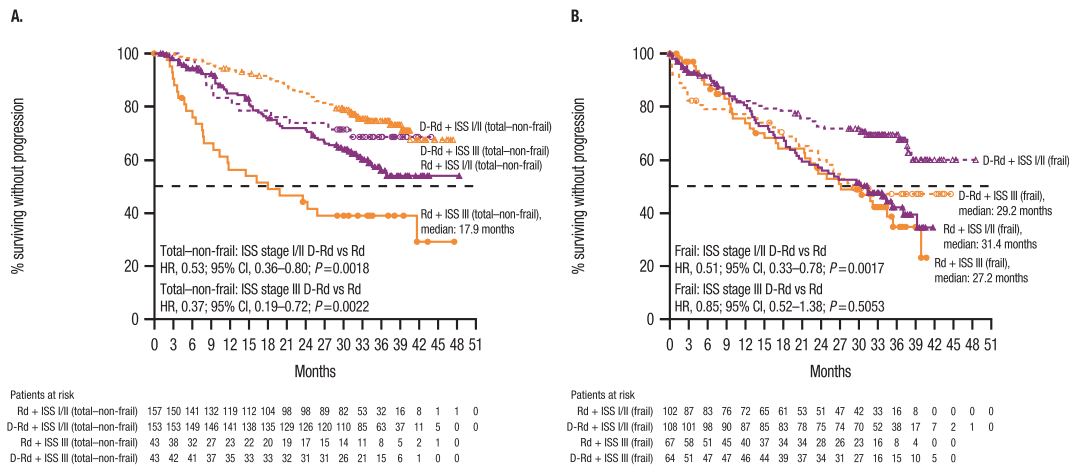 A.
% surviving without progression
100
80
60
40
20
0
D-Rd + ISS I/II (total–non-frail)
D-Rd + ISS III (total–non-frail)
Rd + ISS I/II (total–non-frail)
Rd + ISS III (total–non-frail),
median: 17.9 months
Total–non-frail: ISS stage I/II D-Rd vs Rd
HR, 0.53; 95% CI, 0.36–0.80; P=0.0018
Total–non-frail: ISS stage III D-Rd vs Rd
HR, 0.37; 95% CI, 0.19–0.72; P=0.0022
0 3 6 9 12 15 18 21 24 27 30 33 36 39 42 45 48 51
Months
Patients at risk
Rd + ISS I/II (total–non-frail) 157 150 141 132 119 112 104 98 98 89 82 53 32 16 8 1 1 0
D-Rd + ISS I/II (total–non-frail) 153 153 149 146 141 138 135 129 126 120 110 85 63 37 11 5 0 0
Rd + ISS III (total–non-frail) 43 38 32 27 23 22 20 19 17 15 14 11 8 5 2 1 0
D-Rd + ISS III (total–non-frail) 43 42 41 37 35 33 33 32 31 31 26 21 15 6 1 0 0
B.
% surviving without progression
100
80
60
40
20
0
D-Rd + ISS I/II (frail)
D-Rd + ISS III (frail),
median: 29.2 months
Rd + ISS I/II (frail),
median: 31.4 months
Rd + ISS III (frail),
median: 27.2 months
Frail: ISS stage I/II D-Rd vs Rd
HR, 0.51; 95% CI, 0.33–0.78; P=0.0017
Frail: ISS stage III D-Rd vs Rd
HR, 0.85; 95% CI, 0.52–1.38; P=0.5053
0 3 6 9 12 15 18 21 24 27 30 33 36 39 42 45 48 51
Months
Patients at risk
Rd + ISS I/II (frail) 102 87 83 76 72 65 61 53 51 47 42 33 16 8 0 0 0 0
D-Rd + ISS I/II (frail) 108 101 98 90 87 85 83 78 75 74 70 52 38 17 7 2 1 0
Rd + ISS III (frail) 67 58 51 45 40 37 34 34 28 26 23 16 8 4 0 0 0
D-Rd + ISS III (frail) 64 51 47 47 46 44 39 37 34 31 27 16 15 10 5 0 0